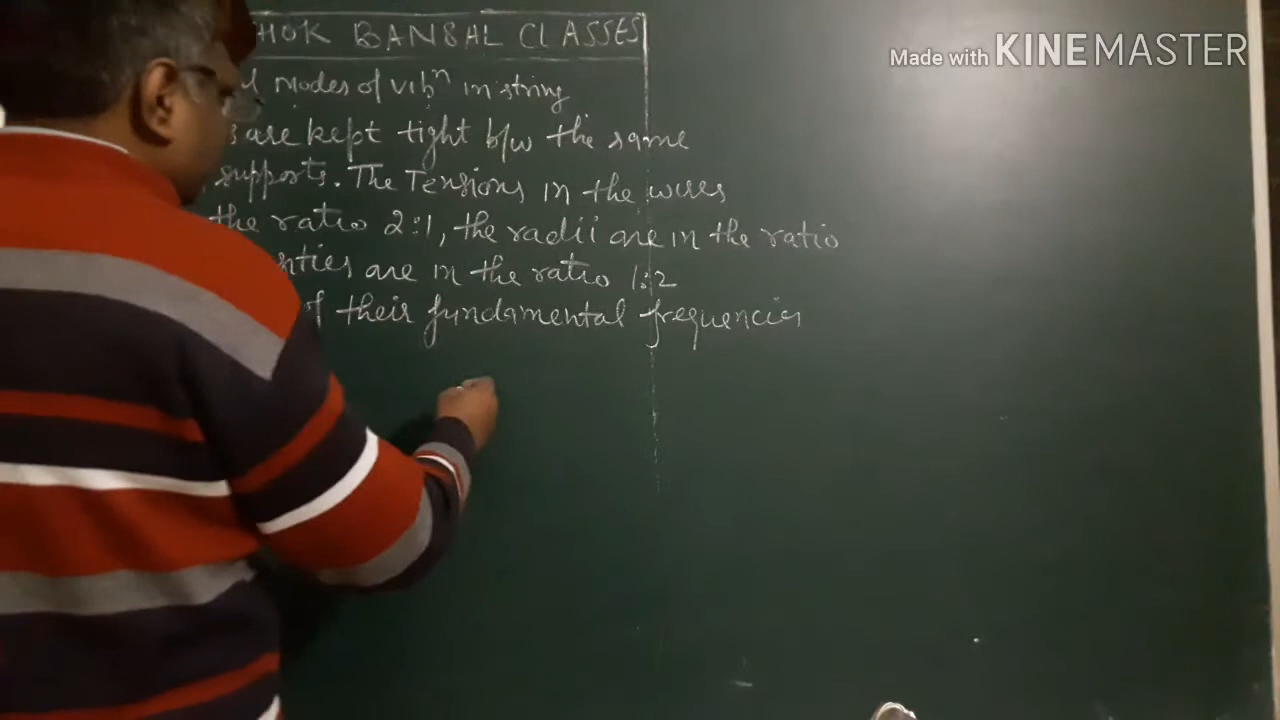 HOK BANSAL CLASSES
Made with KINEMASTER
Modes of vibⁿ in string
are kept tight b/w the same
supports. The Tensions in the wires
the ratio 2:1, the radii are in the ratio
nties are in the ratio 1:2
of their fundamental frequencies